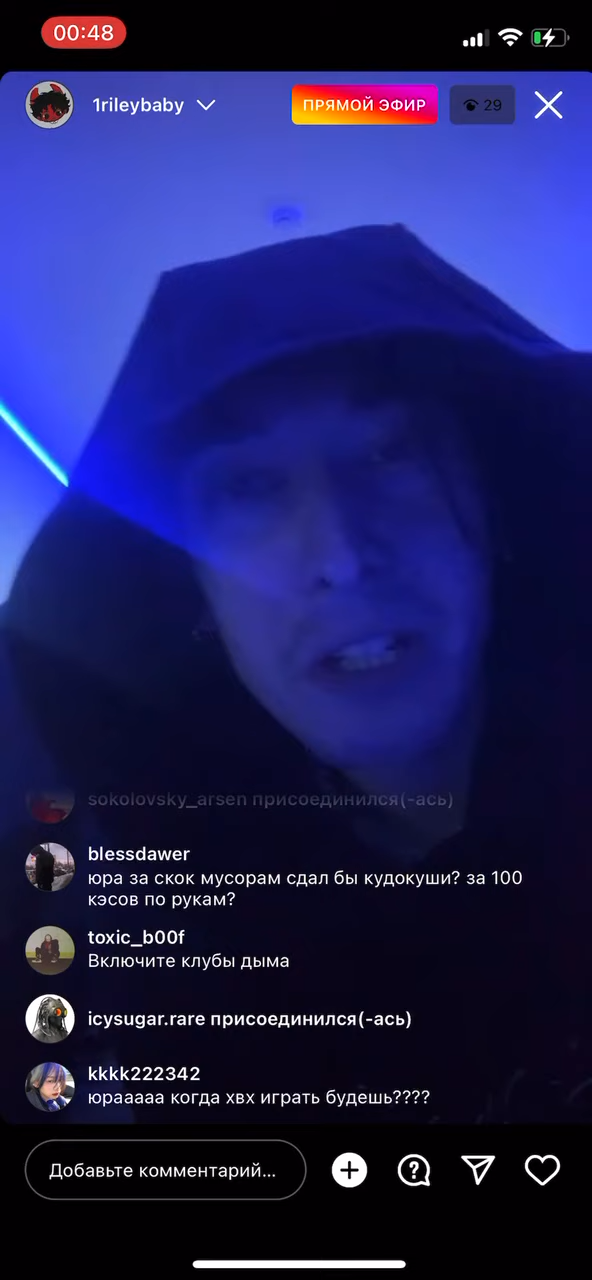 00:48
1rileybaby
ПРЯМОЙ ЭФИР
29
sokolovsky_arsen присоединился(-ась)
blessdawer
юра за скок мусорам сдал бы кудокуши? за 100
кэсов по рукам?
toxic_b00f
Включите клубы дыма
icysugar.rare присоединился(-ась)
kkkk222342
юрааааа когда хвх играть будешь????
Добавьте комментарий...